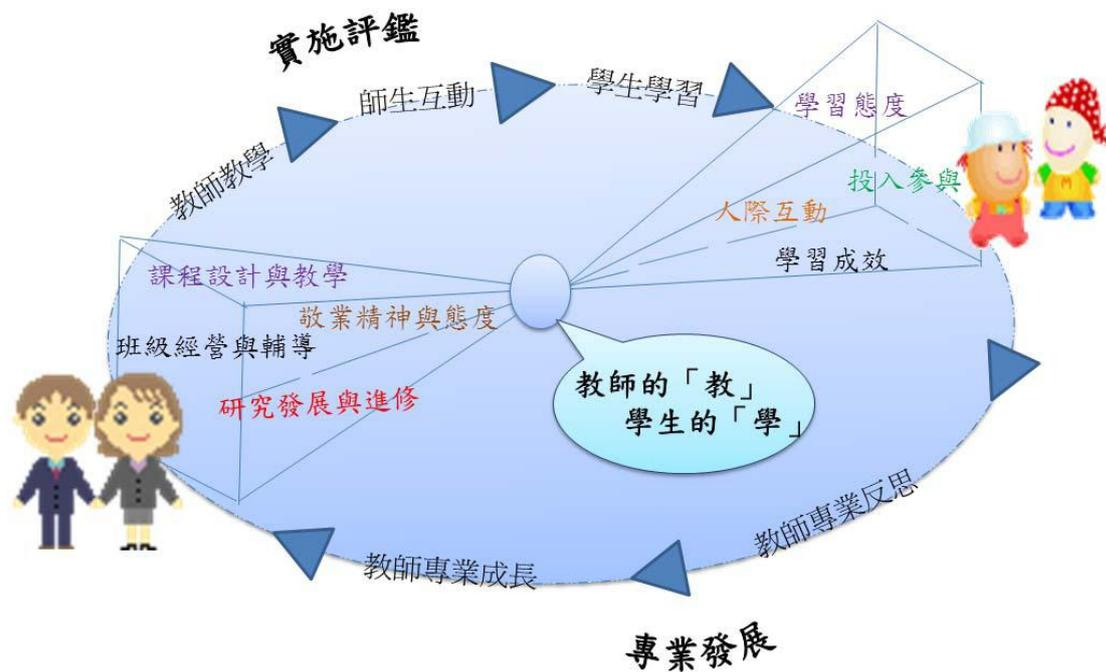 實施評鑑
師生互動
學生學習
教師教學
學習態度
投入參與
人際互動
學習成效
課程設計與教學
敬業精神與態度
班級經營與輔導
研究發展與進修
教師的「教」
學生的「學」
教師專業反思
教師專業成長
專業發展